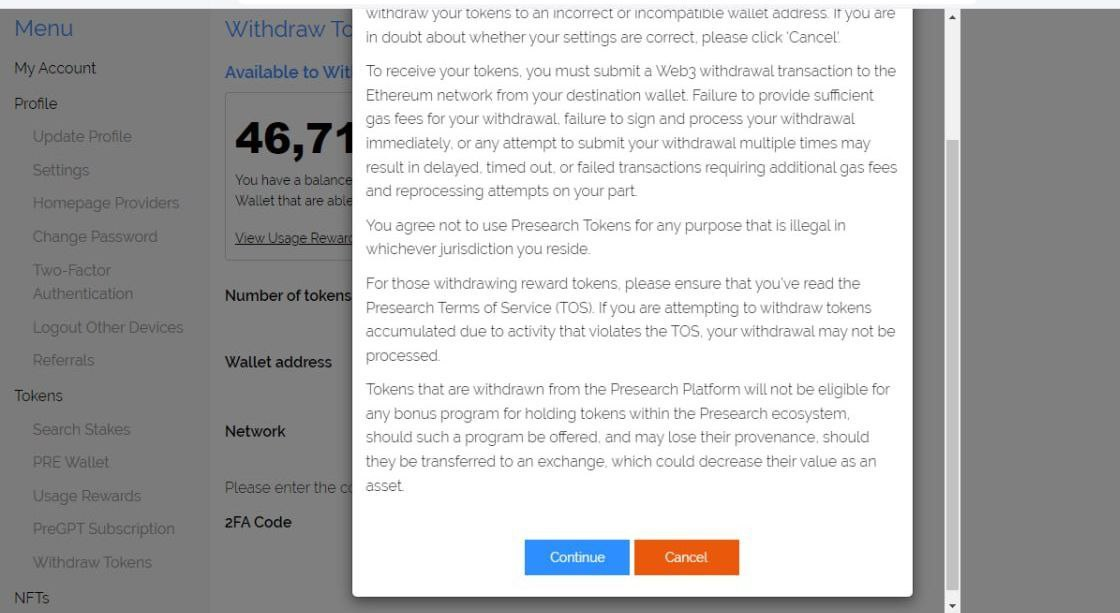 Menu
My Account
Profile
Update Profile
Settings
Homepage Providers
Change Password
Two-Factor
Authentication
Logout Other Devices
Referrals
Tokens
Search Stakes
PRE Wallet
Usage Rewards
PreGPT Subscription
Withdraw Tokens
NFTs
Withdraw To
Available to Wit
46,71
You have a balance
Wallet that are able
View Usage Reward
Number of tokens
Wallet address
Network
Please enter the co
2FA Code
withdraw your tokens to an incorrect or incompatible wallet address. If you are
in doubt about whether your settings are correct, please click 'Cancel'.
To receive your tokens, you must submit a Web3 withdrawal transaction to the
Ethereum network from your destination wallet. Failure to provide sufficient
gas fees for your withdrawal, failure to sign and process your withdrawal
immediately, or any attempt to submit your withdrawal multiple times may
result in delayed, timed out, or failed transactions requiring additional gas fees
and reprocessing attempts on your part.
You agree not to use Presearch Tokens for any purpose that is illegal in
whichever jurisdiction you reside.
For those withdrawing reward tokens, please ensure that you've read the
Presearch Terms of Service (TOS). If you are attempting to withdraw tokens
accumulated due to activity that violates the TOS, your withdrawal may not be
processed.
Tokens that are withdrawn from the Presearch Platform will not be eligible for
any bonus program for holding tokens within the Presearch ecosystem,
should such a program be offered, and may lose their provenance, should
they be transferred to an exchange, which could decrease their value as an
asset.
Continue
Cancel